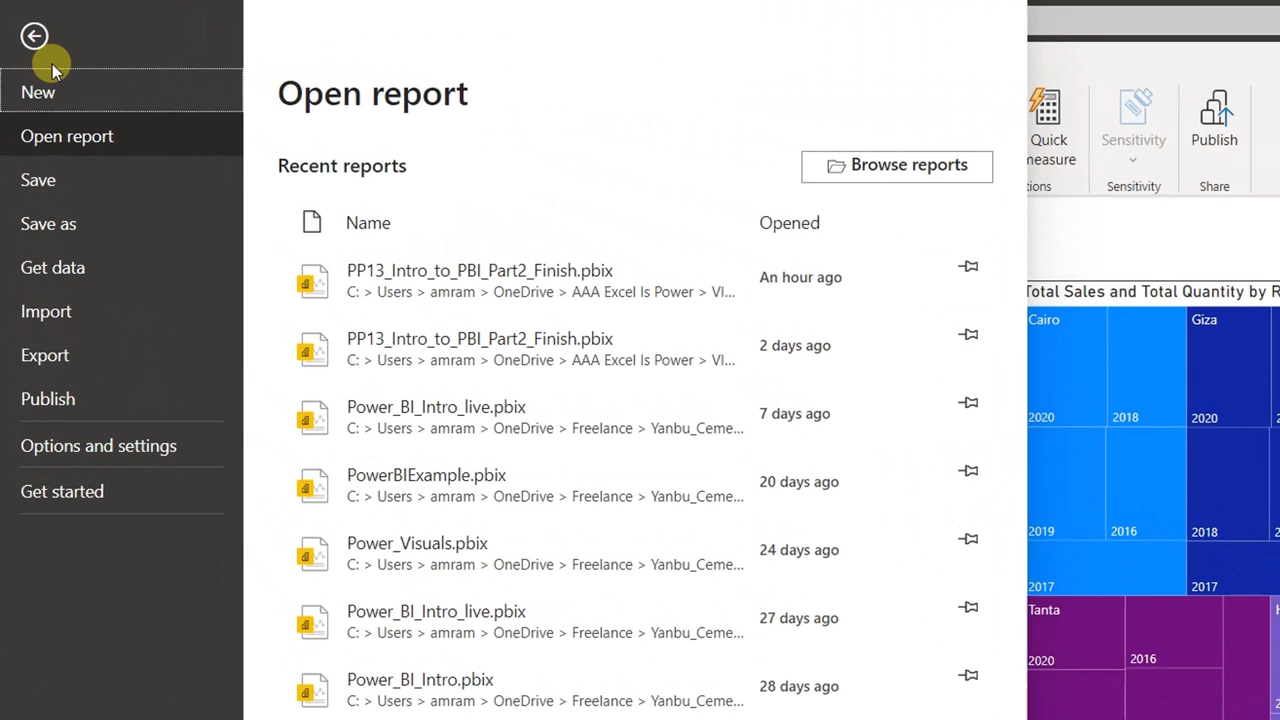 New
Open report
Save
Save as
Get data
Import
Export
Publish
Options and settings
Get started
Open report
Recent reports
Browse reports
Name
Opened
PP13_Intro_to_PBI_Part2_Finish.pbix
An hour ago
C: > Users > amram > OneDrive > AAA Excel Is Power > VI...
PP13_Intro_to_PBI_Part2_Finish.pbix
2 days ago
C: > Users > amram > OneDrive > AAA Excel Is Power > VI...
Power_BI_Intro_live.pbix
7 days ago
C: > Users > amram > OneDrive > Freelance > Yanbu_Ceme...
PowerBIExample.pbix
20 days ago
C: > Users > amram > OneDrive > Freelance > Yanbu_Ceme...
Power_Visuals.pbix
24 days ago
C: > Users > amram > OneDrive > Freelance > Yanbu_Ceme...
Power_BI_Intro_live.pbix
27 days ago
C: > Users > amram > OneDrive > Freelance > Yanbu_Ceme...
Power_BI_Intro.pbix
28 days ago
C: > Users > amram > OneDrive > Freelance > Yanbu_Ceme...
Quick
measure
Sensitivity
Publish
Sensitivity
Share
Total Sales and Total Quantity by
Cairo
Giza
2020
2018
2020
2019
2016
2018
2017
2017
Tanta
2020
2016